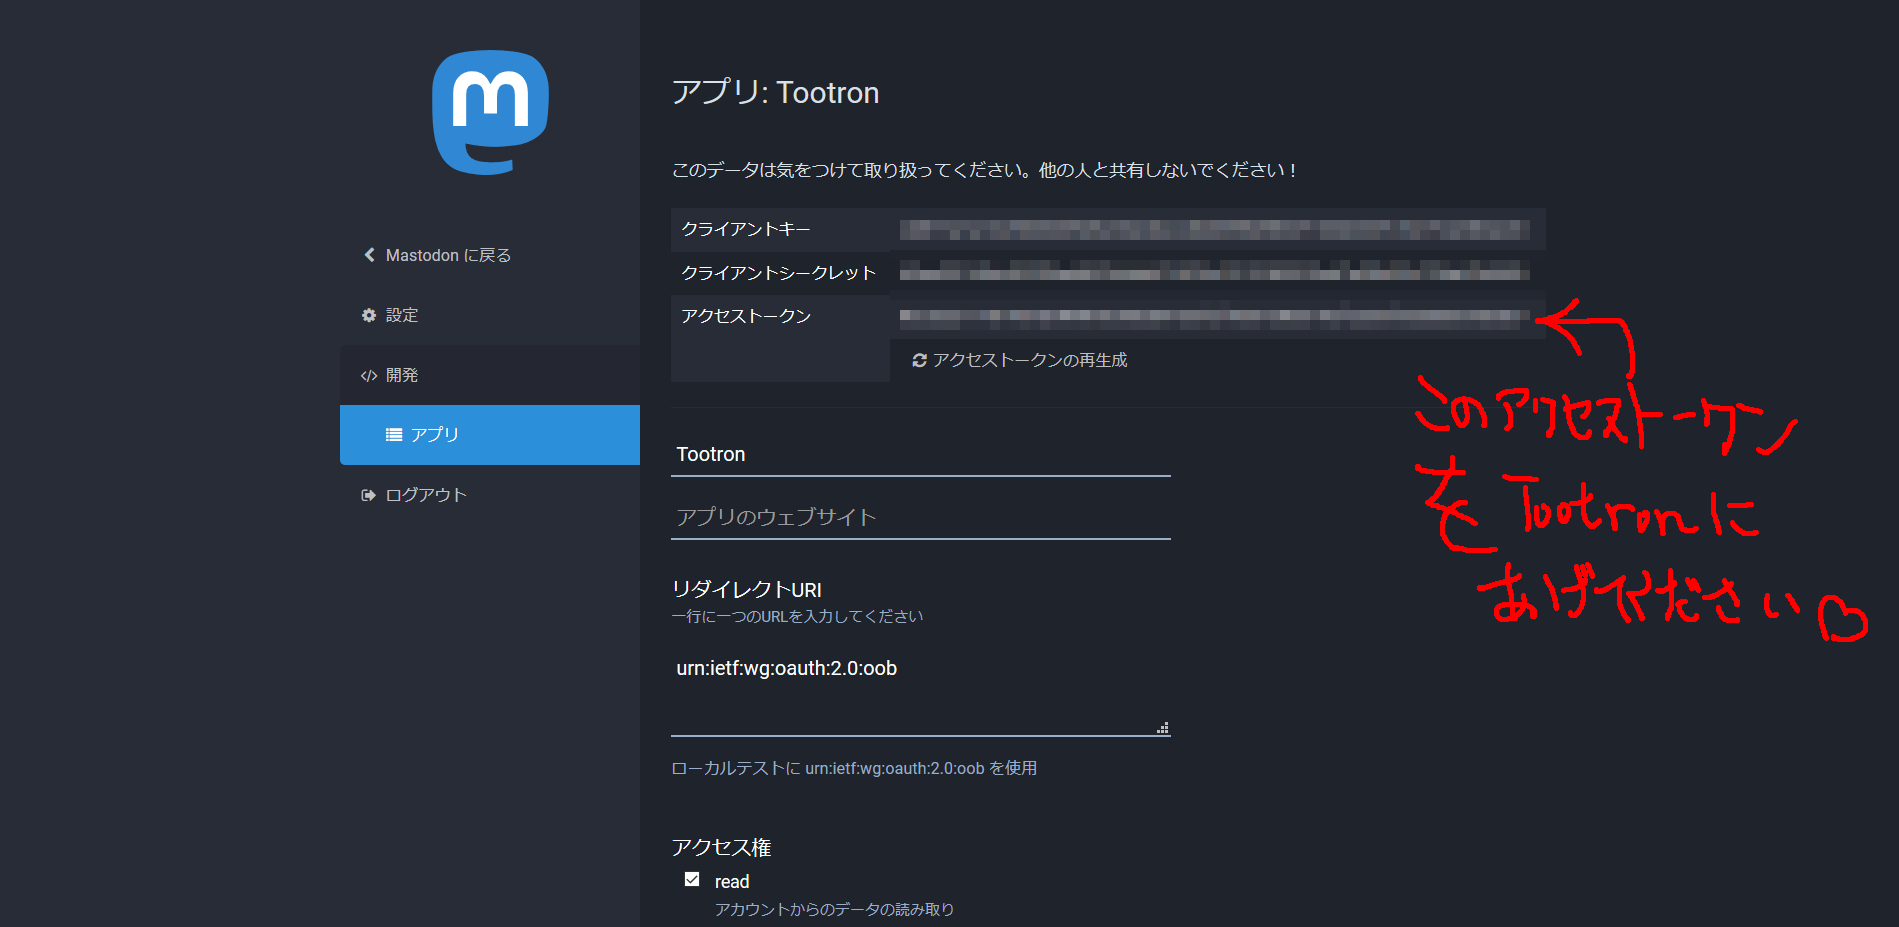 アプリ: Tootron
このデータは気をつけて取り扱ってください。他の人と共有しないでください！
Mastodon に戻る
設定
開発
アプリ
ログアウト
クライアントキー
クライアントシークレット
アクセストークン
アクセストークンの再生成
このアクセストークン
を Tootronに
あげてください♡
Tootron
アプリのウェブサイト
リダイレクトURI
一行に一つのURLを入力してください
urn:ietf:wg:oauth:2.0:oob
ローカルテストに urn:ietf:wg:oauth:2.0:oob を使用
アクセス権
read
アカウントからのデータの読み取り